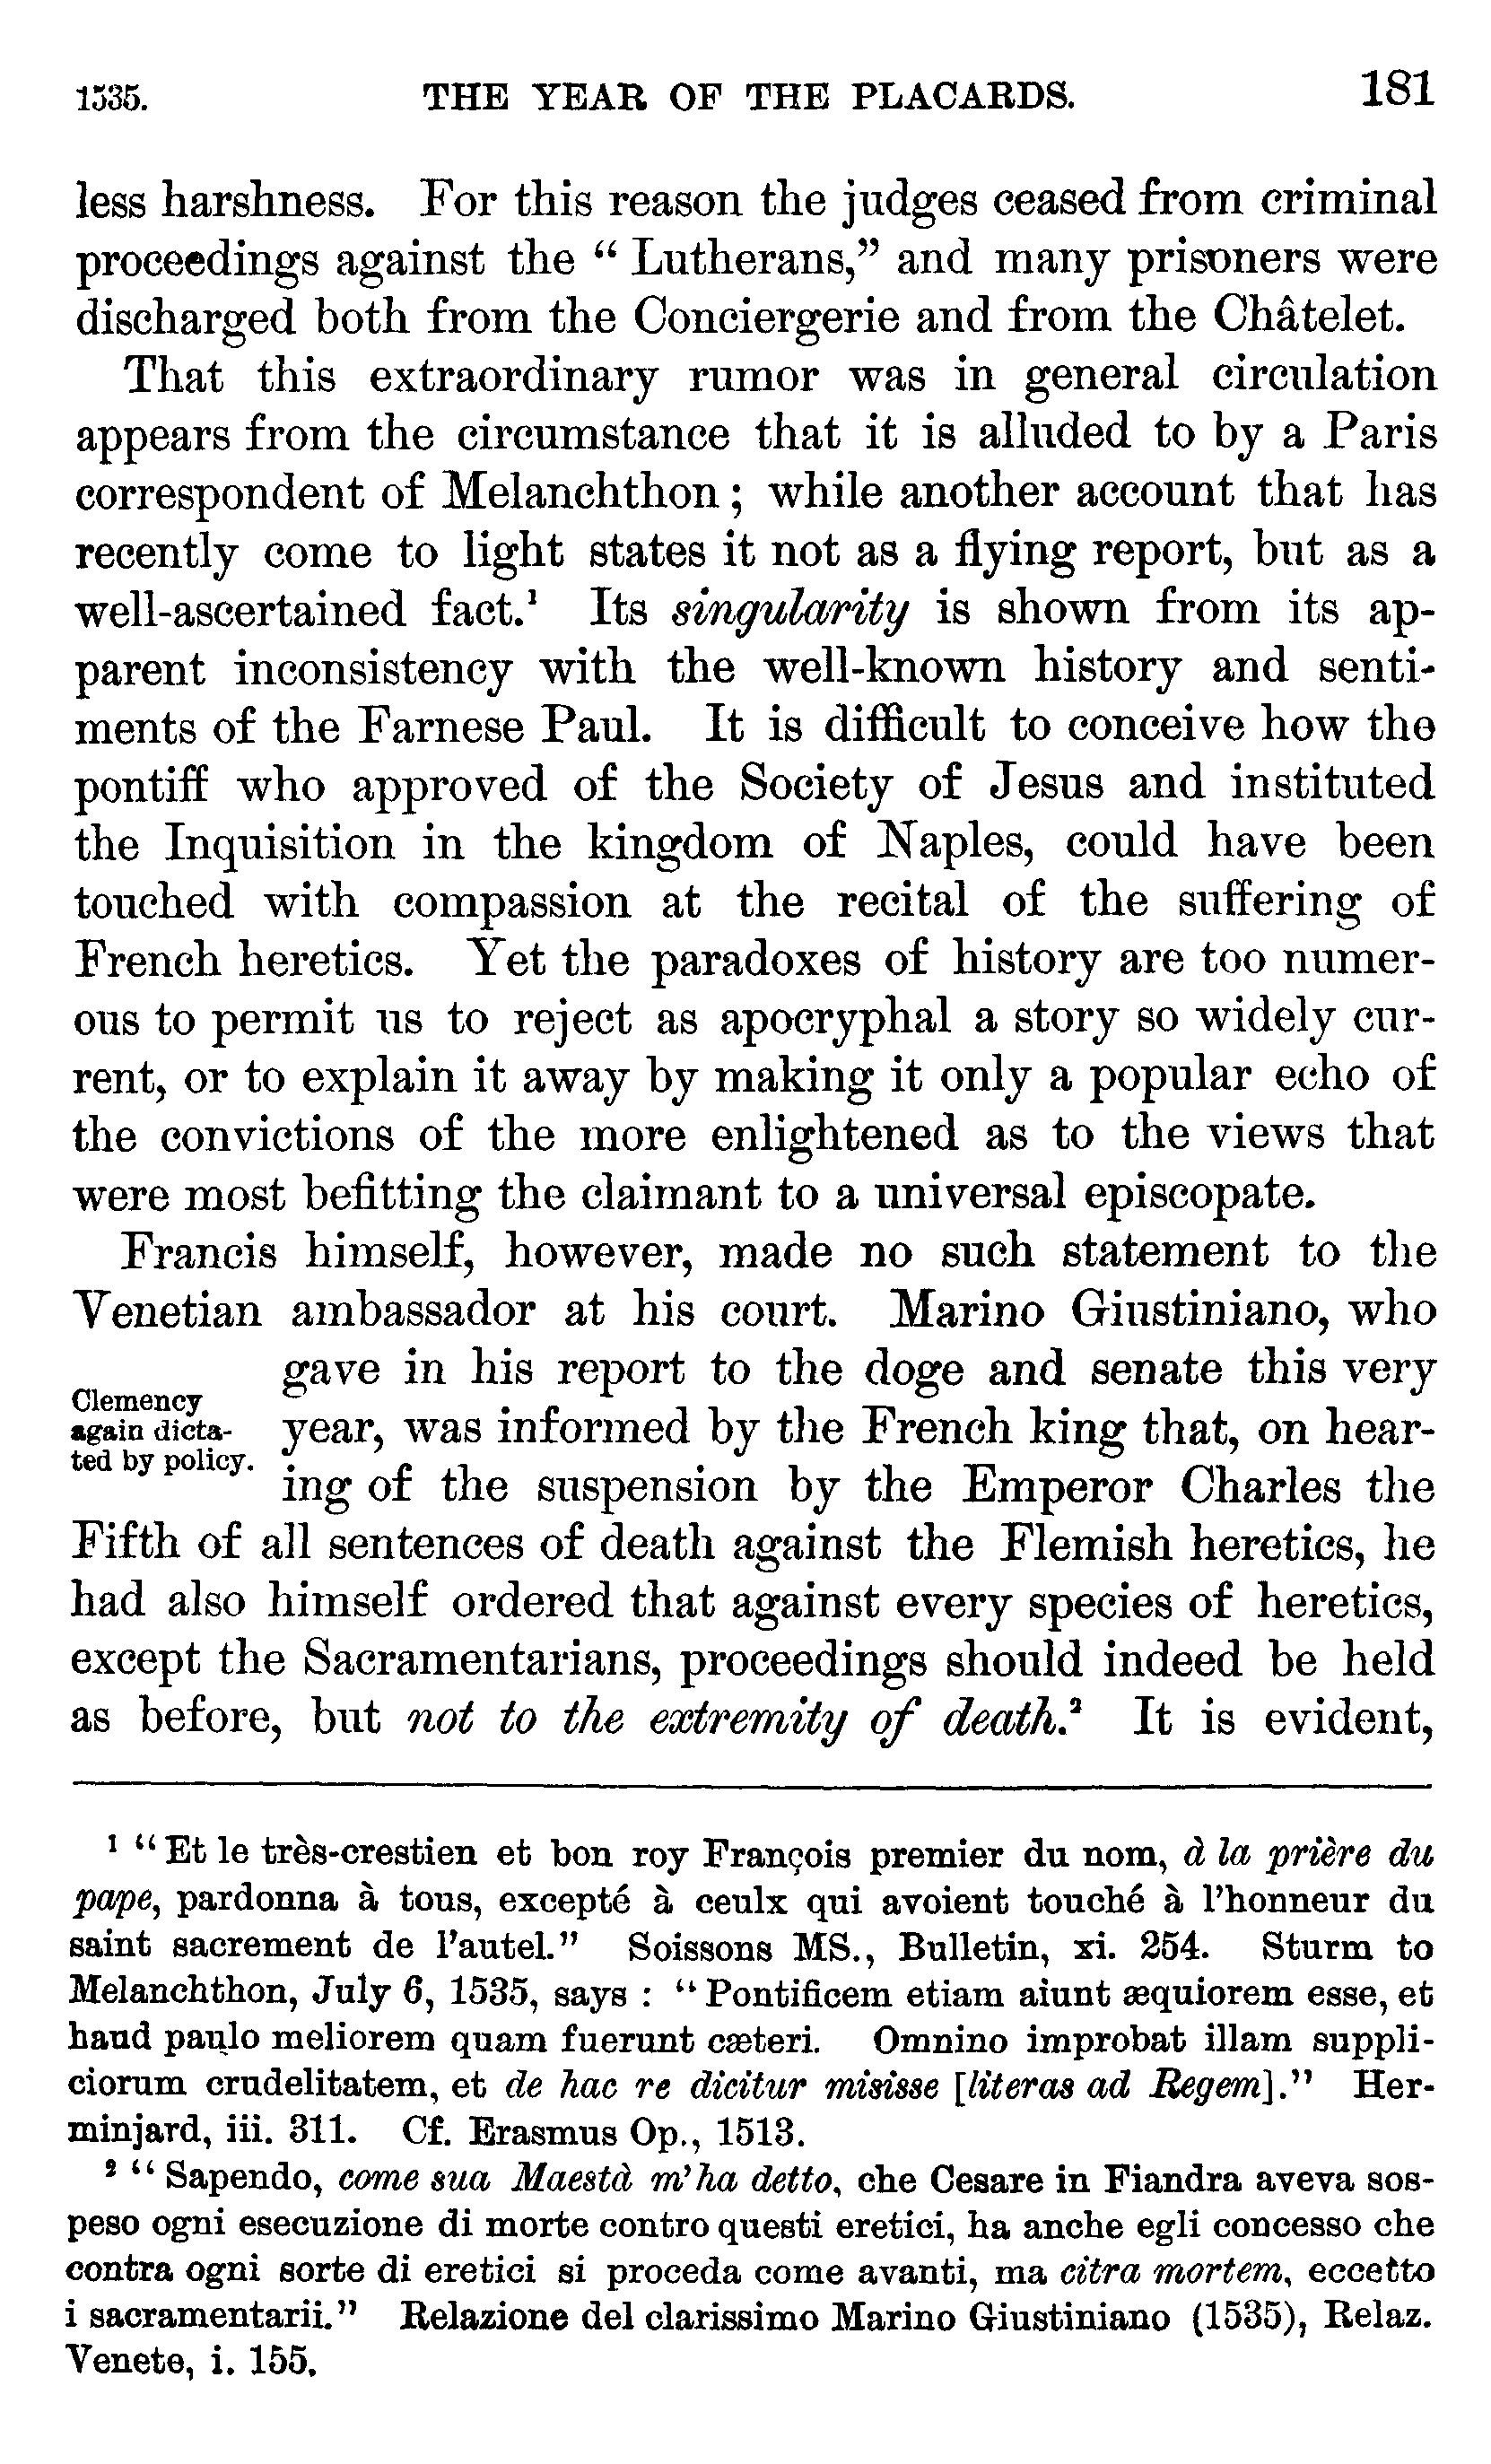 1535. THE YEAR OF THE PLACARDS. 181
less harshness. For this reason the judges ceased from criminal
proceedings against the “ Lutherans,” and many prisoners were
discharged both from the Conciergerie and from the Châtelet.
That this extraordinary rumor was in general circulation
appears from the circumstance that it is alluded to by a Paris
correspondent of Melanchthon ; while another account that has
recently come to light states it not as a flying report, but as a
well-ascertained fact.¹ Its singularity is shown from its ap-
parent inconsistency with the well-known history and senti-
ments of the Farnese Paul. It is difficult to conceive how the
pontiff who approved of the Society of Jesus and instituted
the Inquisition in the kingdom of Naples, could have been
touched with compassion at the recital of the suffering of
French heretics. Yet the paradoxes of history are too numer-
ous to permit us to reject as apocryphal a story so widely cur-
rent, or to explain it away by making it only a popular echo of
the convictions of the more enlightened as to the views that
were most befitting the claimant to a universal episcopate.
Francis himself, however, made no such statement to the
Venetian ambassador at his court. Marino Giustiniano, who
gave in his report to the doge and senate this very
Clemency
again dicta-
ted by policy.
year, was informed by the French king that, on hear-
ing of the suspension by the Emperor Charles the
Fifth of all sentences of death against the Flemish heretics, he
had also himself ordered that against every species of heretics,
except the Sacramentarians, proceedings should indeed be held
as before, but not to the extremity of death.² It is evident,
¹ “ Et le très-crestien et bon roy François premier du nom, à la prière du
pape, pardonna à tous, excepté à ceulx qui avoient touché à l’honneur du
saint sacrement de l’autel.” Soissons MS., Bulletin, xi. 254. Sturm to
Melanchthon, July 6, 1535, says : “ Pontificem etiam aiunt æquiorem esse, et
haud paulo meliorem quam fuerunt cæteri. Omnino improbat illam suppli-
ciorum crudelitatem, et de hac re dicitur misisse [literas ad Regem].” Her-
minjard, iii. 311. Cf. Erasmus Op., 1513.
² “ Sapendo, come sua Maestà m’ha detto, che Cesare in Fiandra aveva sos-
peso ogni esecuzione di morte contro questi eretici, ha anche egli concesso che
contra ogni sorte di eretici si proceda come avanti, ma citra mortem, eccetto
i sacramentarii.” Relazione del clarissimo Marino Giustiniano (1535), Relaz.
Venete, i. 155.